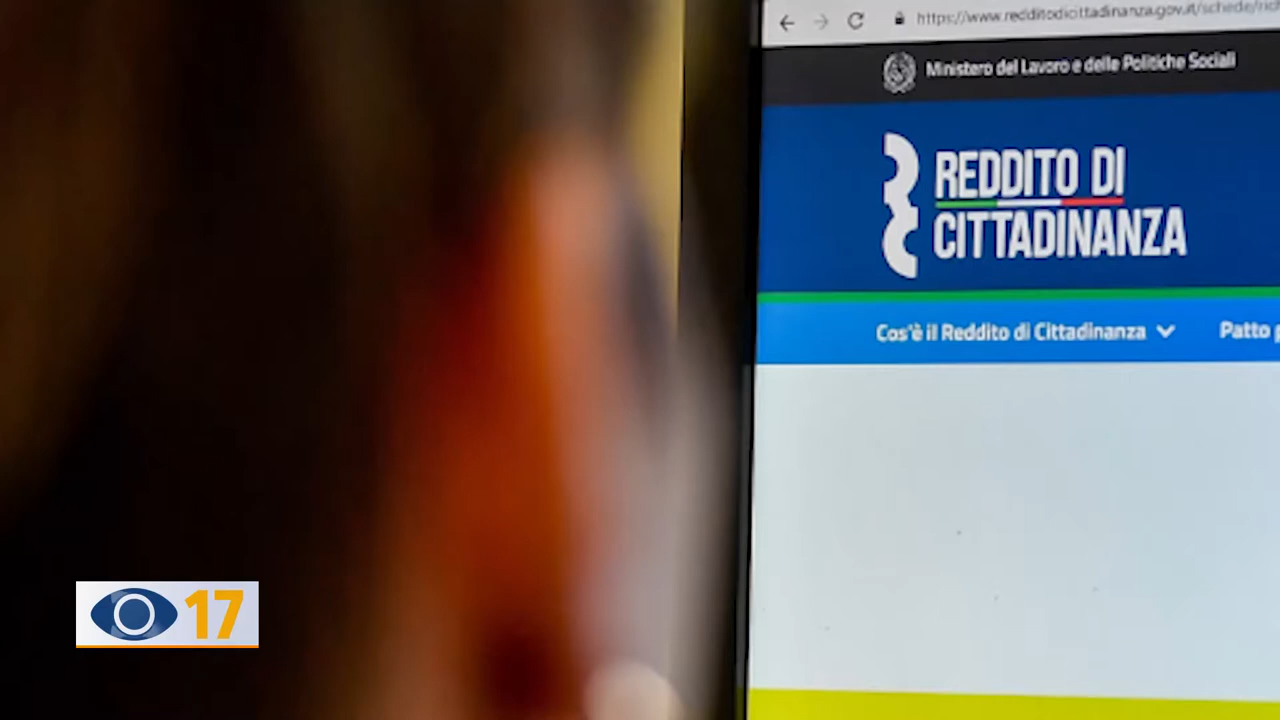 https://www.redditodicittadinanza.gov.it/schede/
Ministero del Lavoro e delle Politiche Sociali
REDDITO DI
CITTADINANZA
Cos'è il Reddito di Cittadinanza
Patto
17